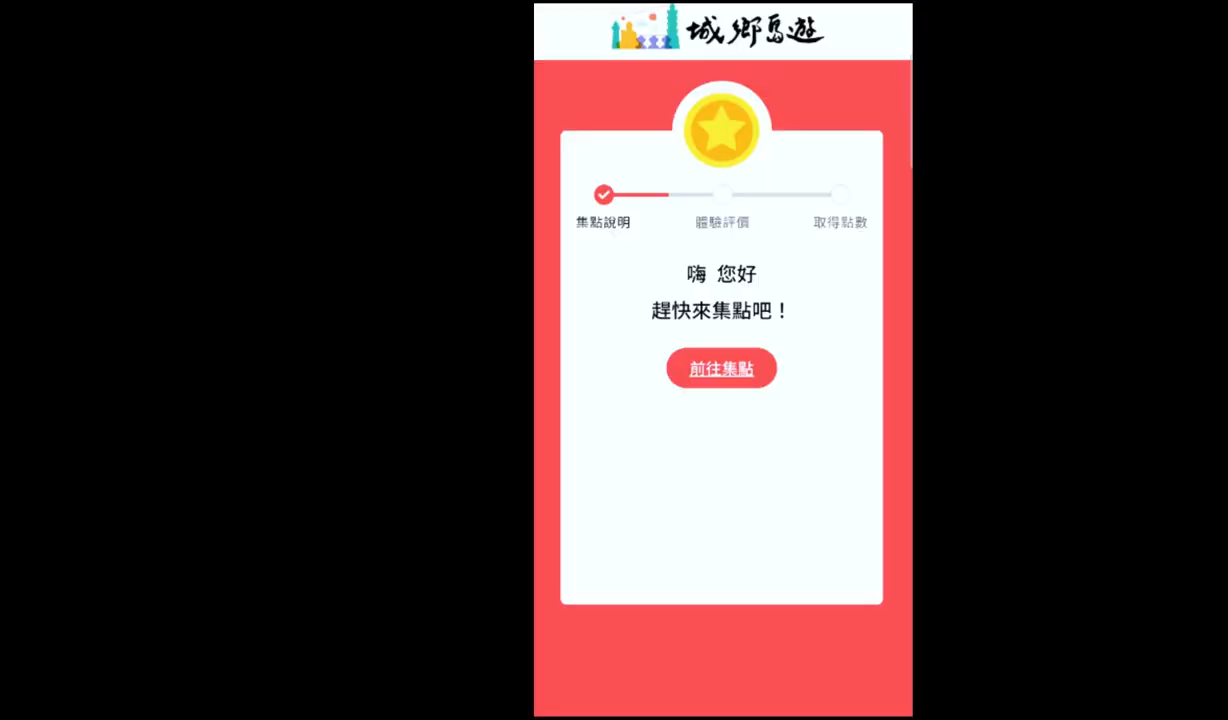 城鄉島遊
集點說明 體驗評價 取得點數
嗨 您好
趕快來集點吧！
前往集點